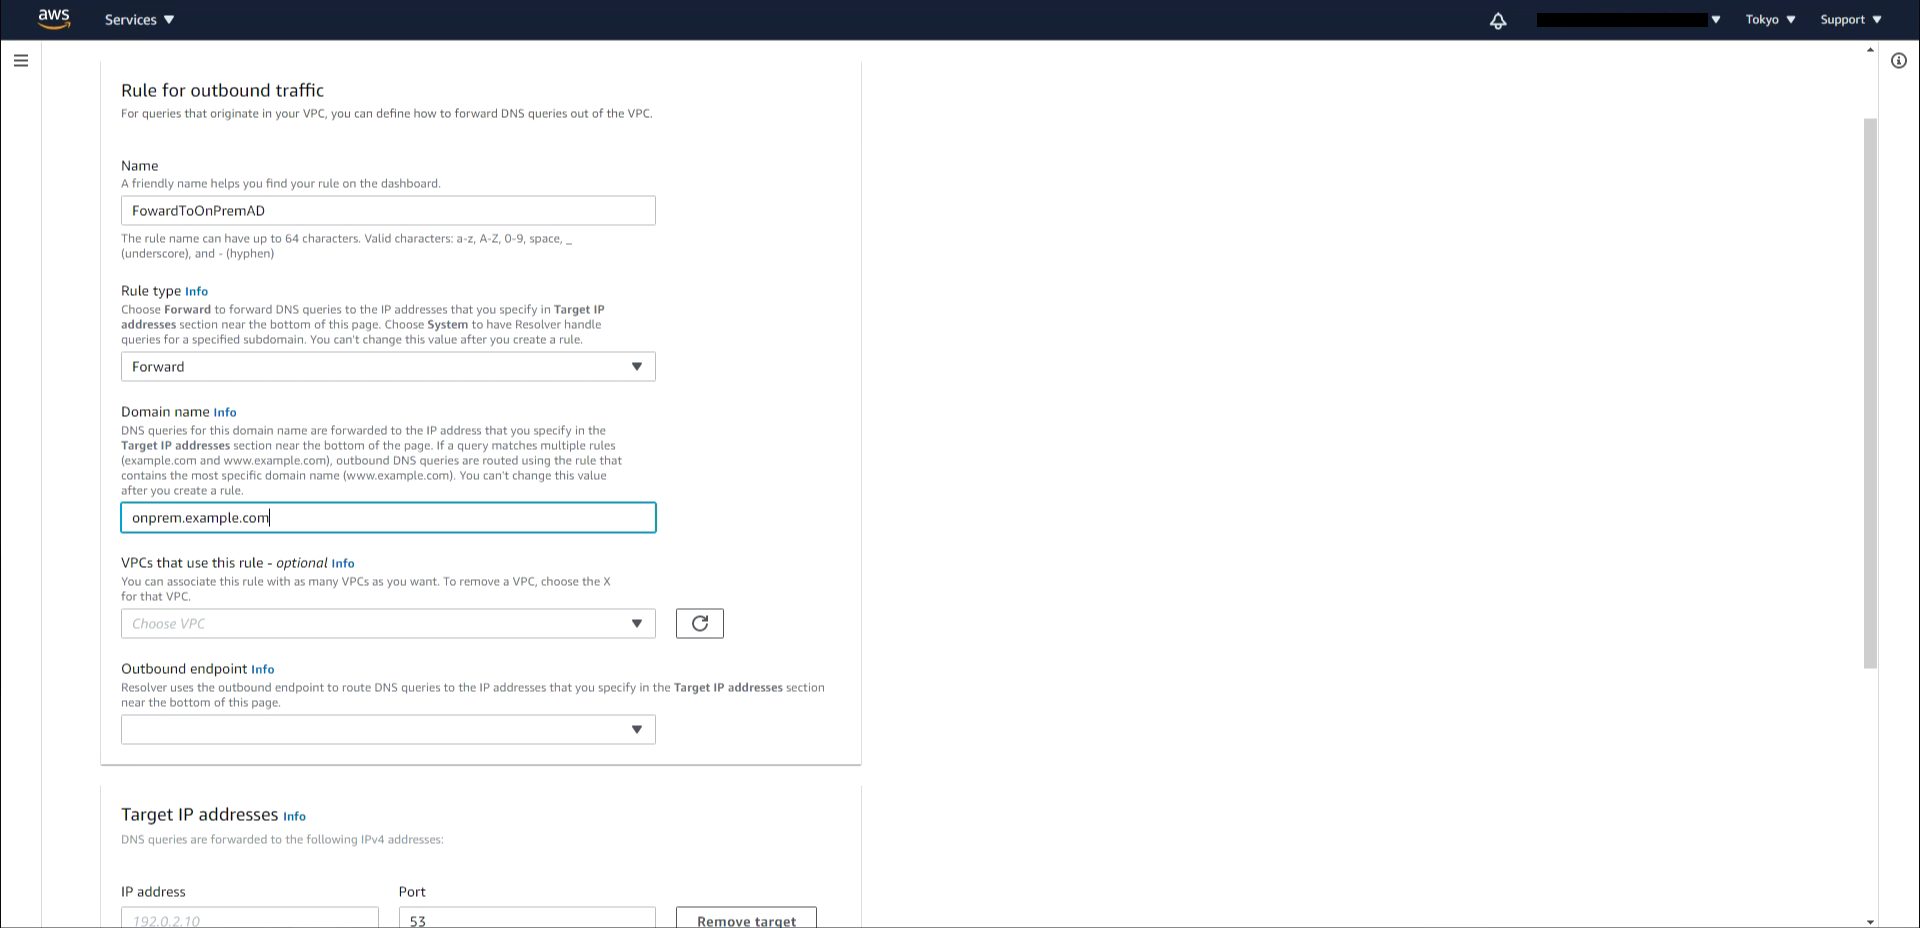 aws
Services
Tokyo
Support
Rule for outbound traffic
For queries that originate in your VPC, you can define how to forward DNS queries out of the VPC.
Name
A friendly name helps you find your rule on the dashboard.
FowardToOnPremAD
The rule name can have up to 64 characters. Valid characters: a-z, A-Z, 0-9, space, _
(underscore), and - (hyphen)
Rule type Info
Choose Forward to forward DNS queries to the IP addresses that you specify in Target IP
addresses section near the bottom of this page. Choose System to have Resolver handle
queries for a specified subdomain. You can't change this value after you create a rule.
Forward
Domain name Info
DNS queries for this domain name are forwarded to the IP address that you specify in the
Target IP addresses section near the bottom of the page. If a query matches multiple rules
(example.com and www.example.com), outbound DNS queries are routed using the rule that
contains the most specific domain name (www.example.com). You can't change this value
after you create a rule.
onprem.example.com
VPCs that use this rule - optional Info
You can associate this rule with as many VPCs as you want. To remove a VPC, choose the X
for that VPC.
Choose VPC
Outbound endpoint Info
Resolver uses the outbound endpoint to route DNS queries to the IP addresses that you specify in the Target IP addresses section
near the bottom of this page.
Target IP addresses Info
DNS queries are forwarded to the following IPv4 addresses:
IP address
Port
192.0.2.10
53
Remove target